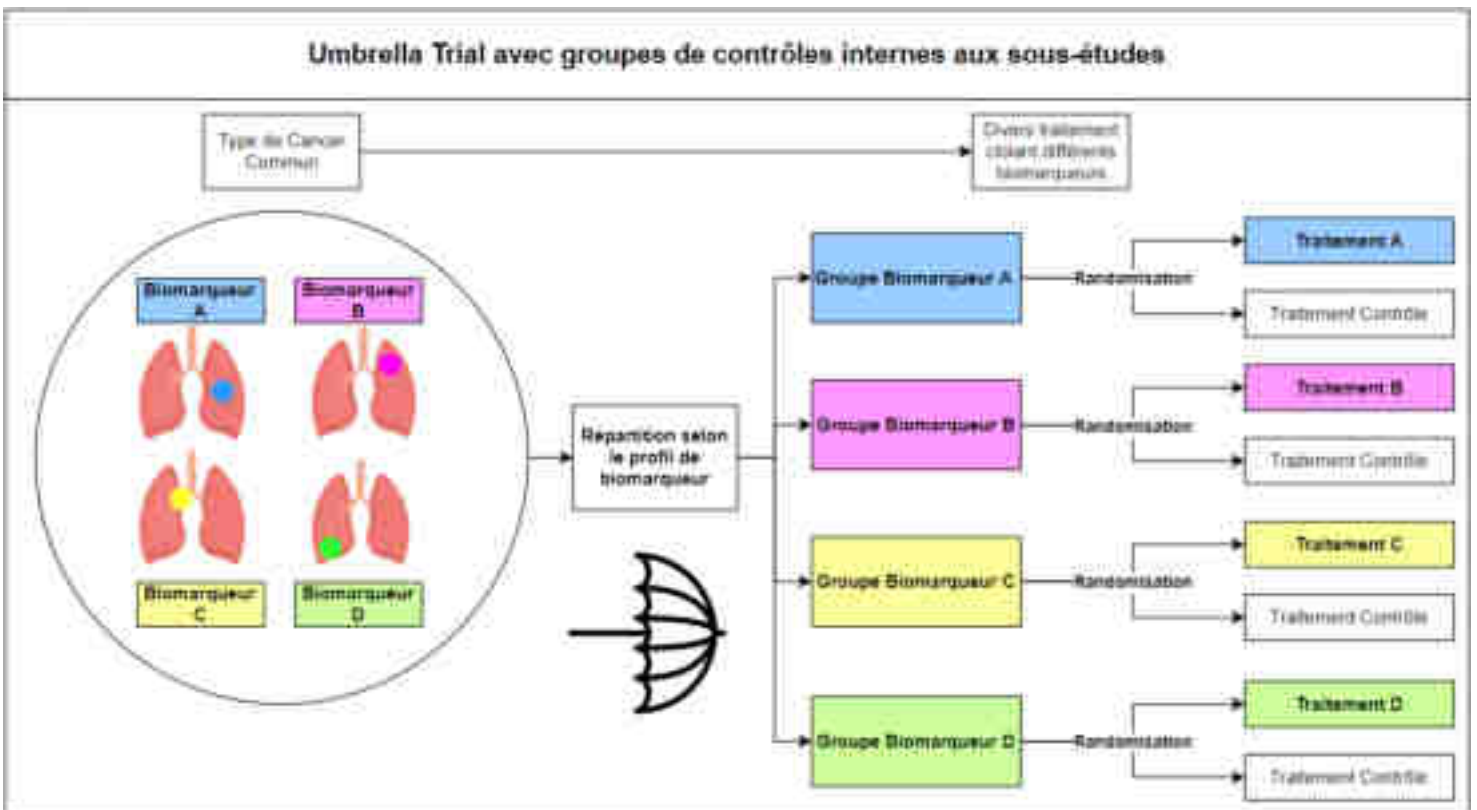 Umbrella Trial avec groupes de contrôles internes aux sous-études
Type de Cancer
Commun
Divers traitement
ciblant différents
biomarqueurs
Biomarqueur
A
Biomarqueur
B
Biomarqueur
C
Biomarqueur
D
Répartition selon
le profil de
biomarqueur
Groupe Biomarqueur A
Randomisation
Traitement A
Traitement Contrôle
Groupe Biomarqueur B
Randomisation
Traitement B
Traitement Contrôle
Groupe Biomarqueur C
Randomisation
Traitement C
Traitement Contrôle
Groupe Biomarqueur D
Randomisation
Traitement D
Traitement Contrôle